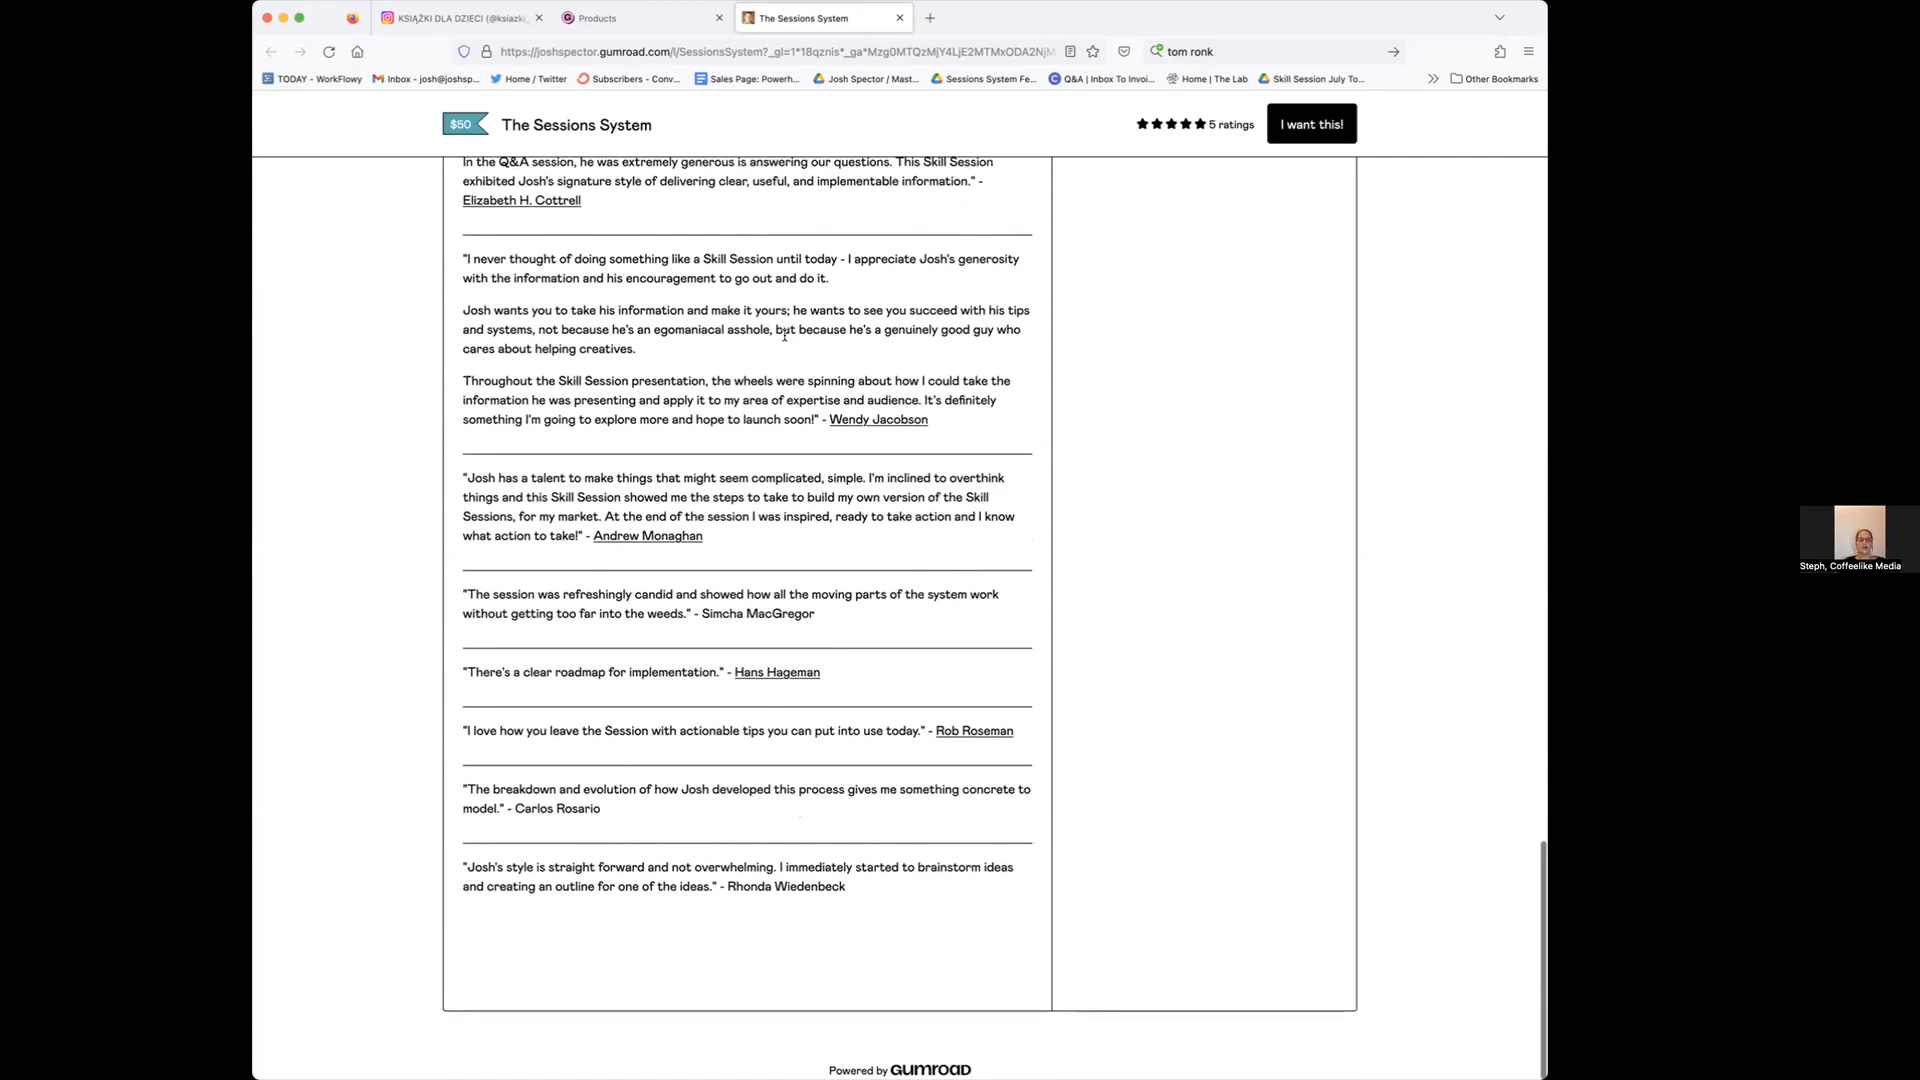 KSIĄŻKI DLA DZIECI (@ksiazki_
Products
The Sessions System
https://joshspector.gumroad.com/l/SessionsSystem?_gl=1*18qznis*_ga*Mzg0MTQzMjY4LjE2MTMxODA2NjM
tom ronk
TODAY - WorkFlowy
Inbox - josh@joshsp...
Home / Twitter
Subscribers - Conv...
Sales Page: Powerh...
Josh Spector / Mast...
Sessions System Fe...
Q&A | Inbox To Invoi...
Home | The Lab
Skill Session July To...
Other Bookmarks
$50
The Sessions System
5 ratings
I want this!
In the Q&A session, he was extremely generous is answering our questions. This Skill Session
exhibited Josh's signature style of delivering clear, useful, and implementable information." -
Elizabeth H. Cottrell
"I never thought of doing something like a Skill Session until today - I appreciate Josh's generosity
with the information and his encouragement to go out and do it.
Josh wants you to take his information and make it yours; he wants to see you succeed with his tips
and systems, not because he's an egomaniacal asshole, but because he's a genuinely good guy who
cares about helping creatives.
Throughout the Skill Session presentation, the wheels were spinning about how I could take the
information he was presenting and apply it to my area of expertise and audience. It's definitely
something I'm going to explore more and hope to launch soon!" - Wendy Jacobson
"Josh has a talent to make things that might seem complicated, simple. I'm inclined to overthink
things and this Skill Session showed me the steps to take to build my own version of the Skill
Sessions, for my market. At the end of the session I was inspired, ready to take action and I know
what action to take!" - Andrew Monaghan
"The session was refreshingly candid and showed how all the moving parts of the system work
without getting too far into the weeds." - Simcha MacGregor
"There's a clear roadmap for implementation." - Hans Hageman
"I love how you leave the Session with actionable tips you can put into use today." - Rob Roseman
"The breakdown and evolution of how Josh developed this process gives me something concrete to
model." - Carlos Rosario
"Josh's style is straight forward and not overwhelming. I immediately started to brainstorm ideas
and creating an outline for one of the ideas." - Rhonda Wiedenbeck
Powered by GUMROAD
Steph, Coffeelike Media